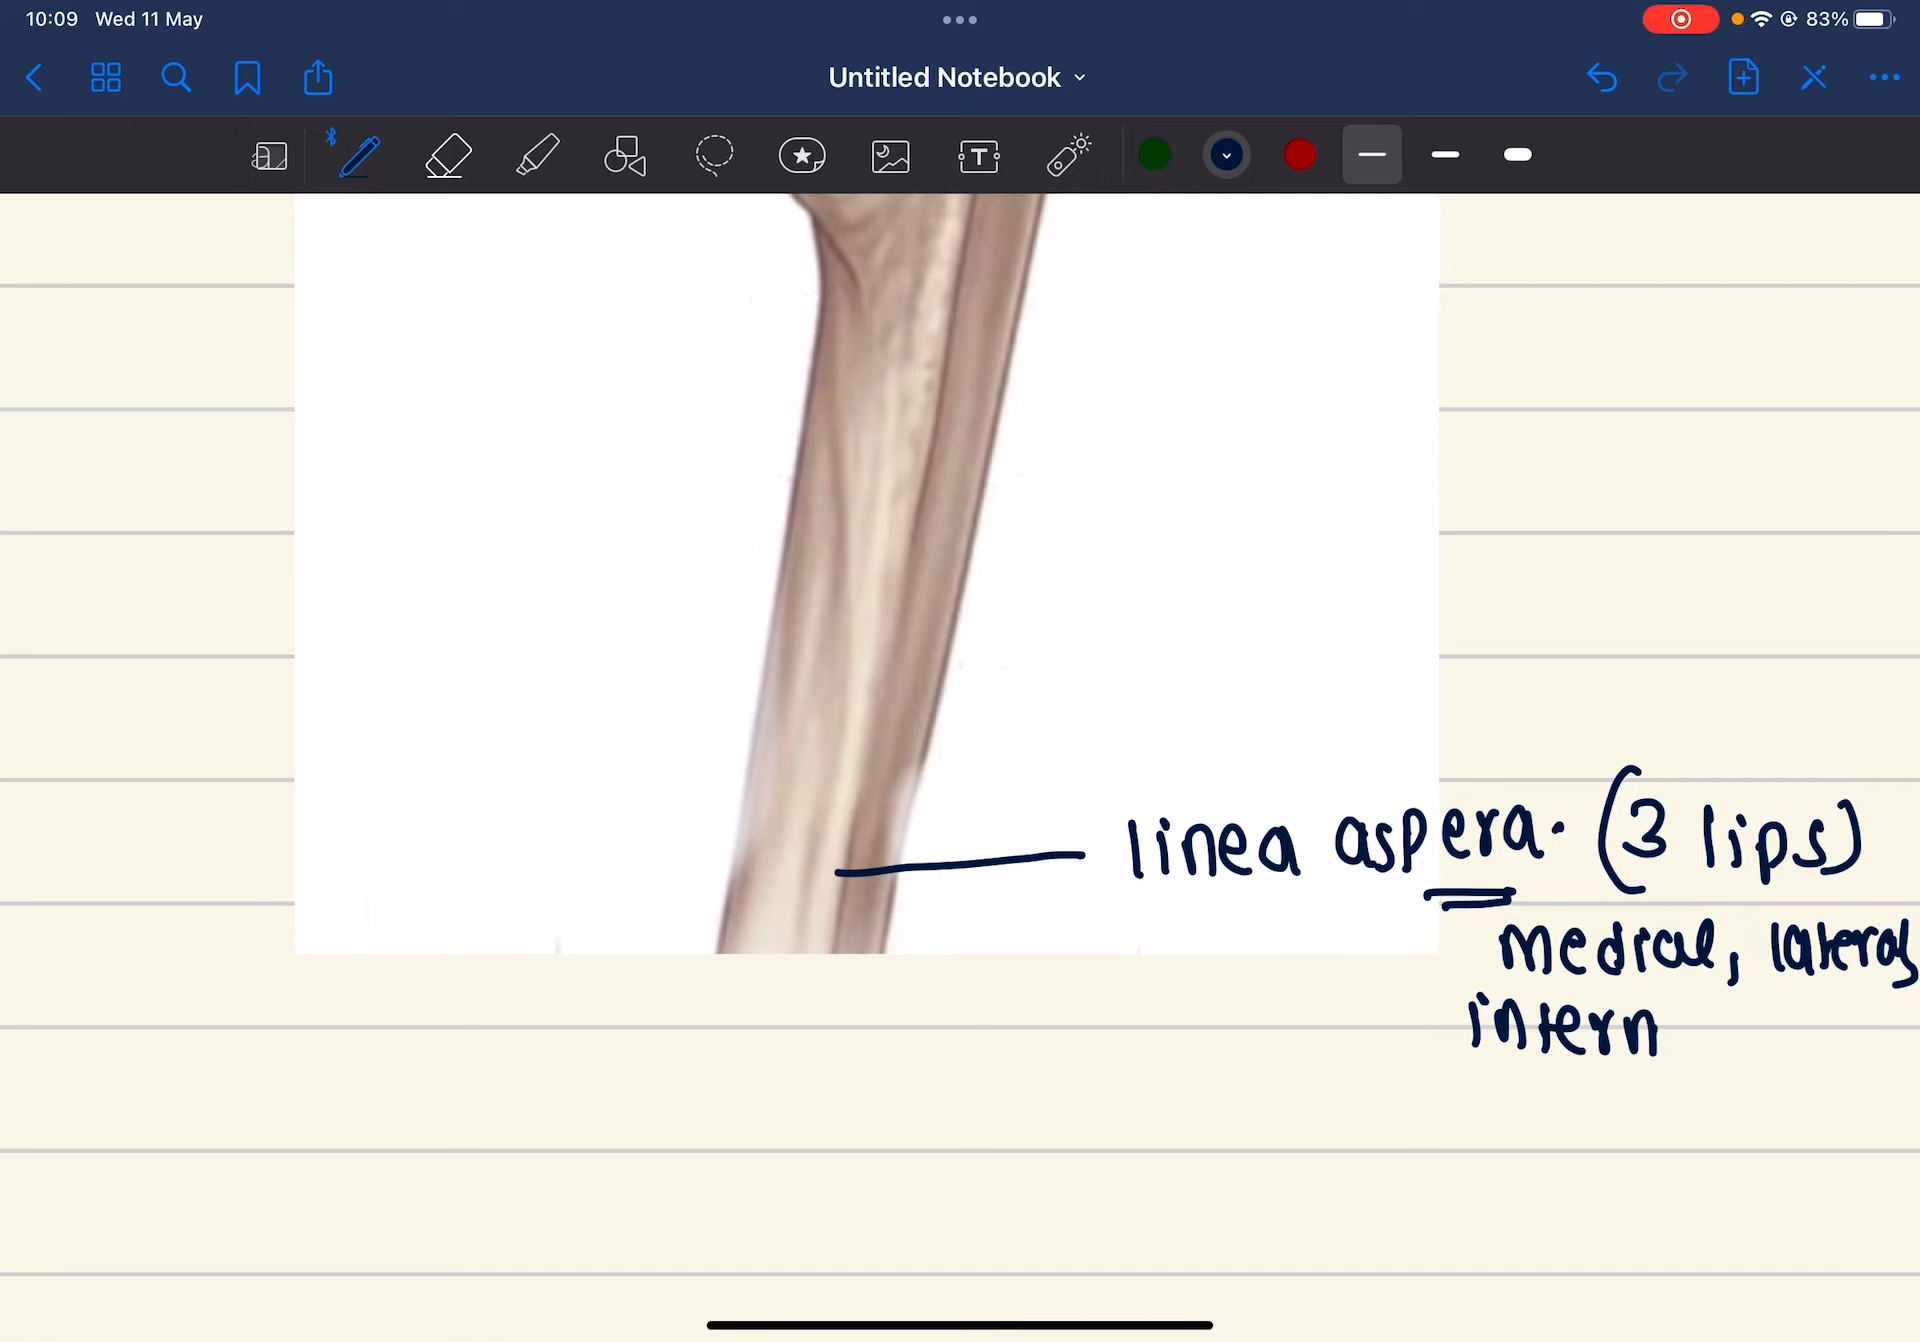 10:09 Wed 11 May
83%
Untitled Notebook
T
linea aspera. (3 lips)
medial, lateral
intern